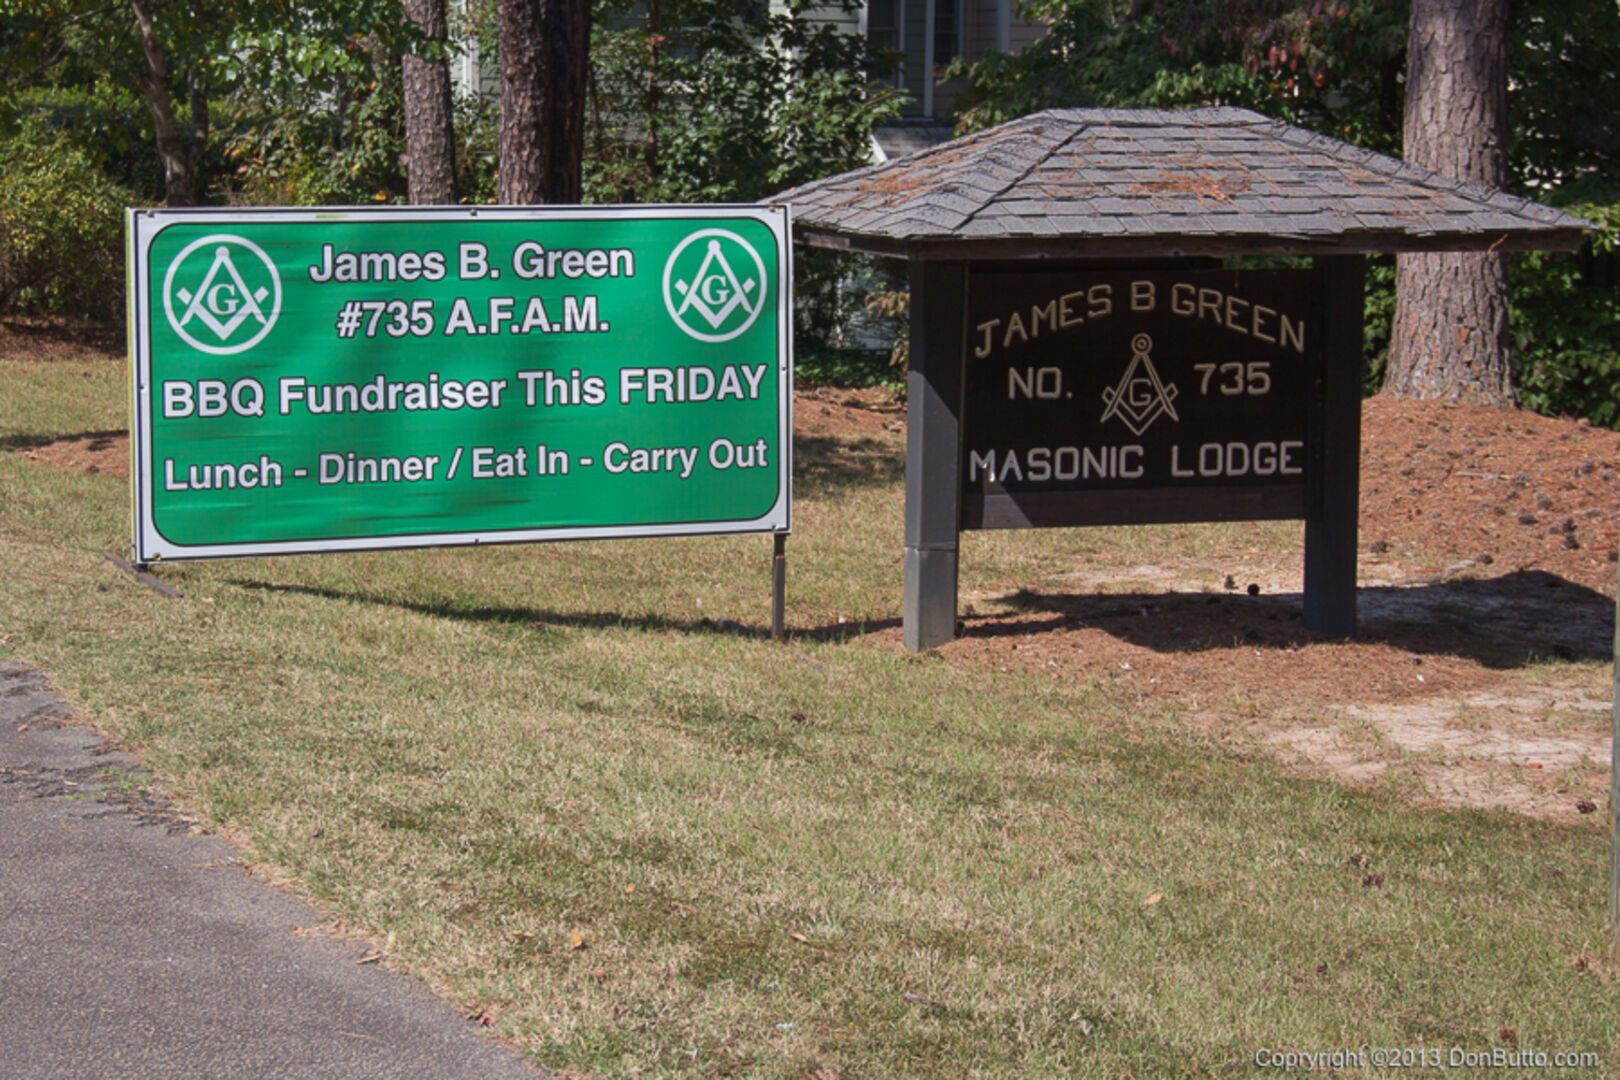 James B. Green
#735 A.F.A.M.
BBQ Fundraiser This FRIDAY
Lunch - Dinner / Eat In - Carry Out
G
G
JAMES B GREEN
NO. G 735
MASONIC LODGE
Copyright ©2013 DonButto.com